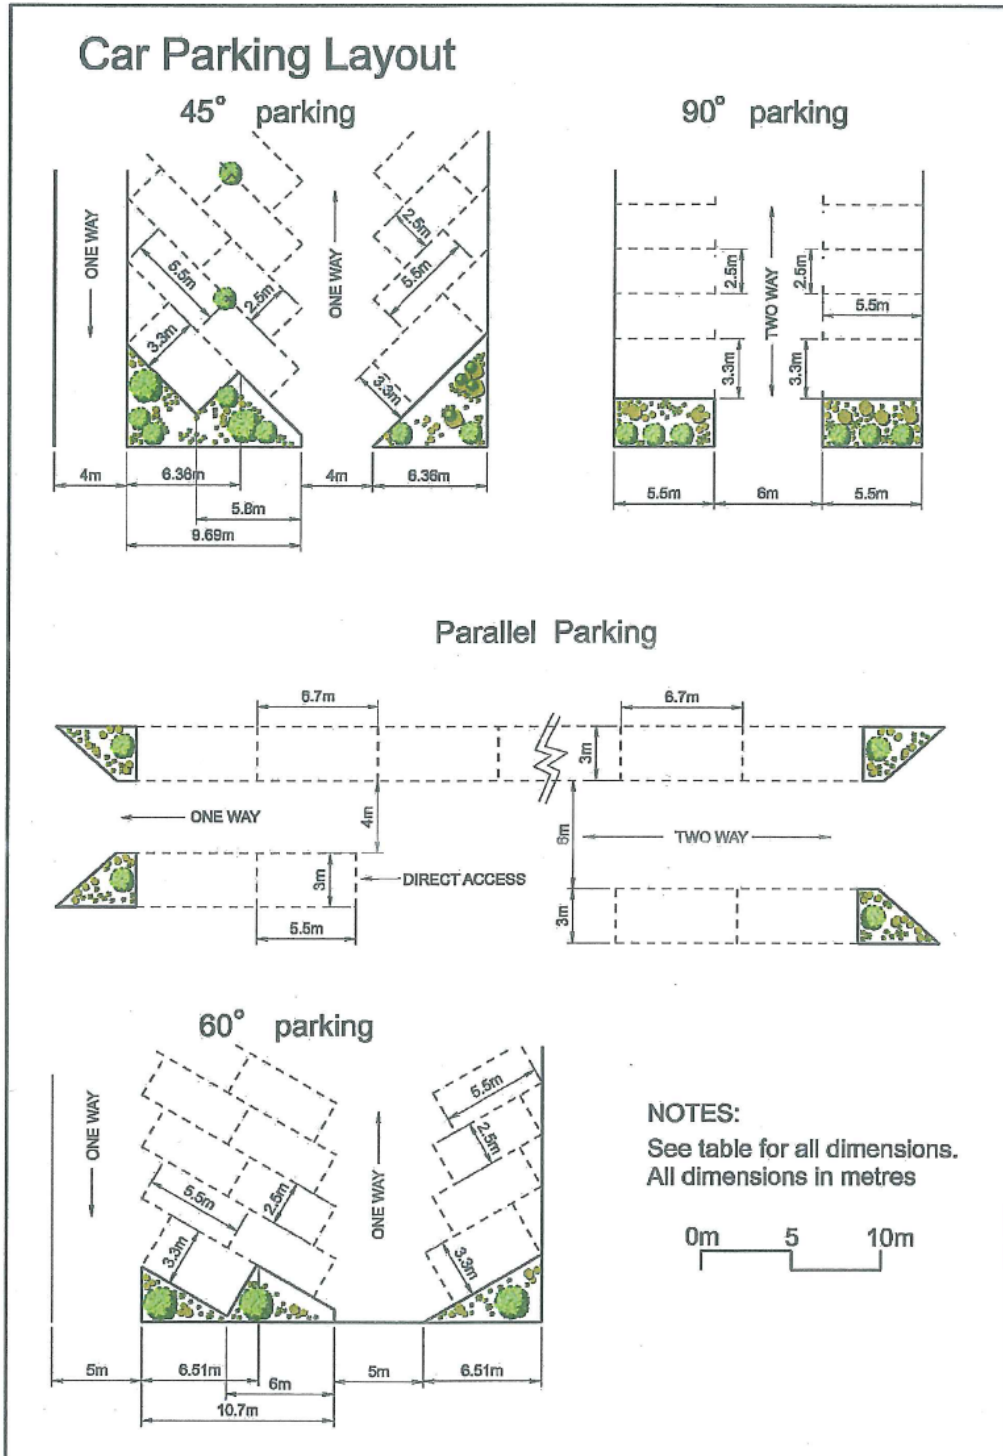 Car Parking Layout
45° parking
90° parking
ONE WAY
5.5m
2.5m
3.3m
ONE WAY
2.5m
5.5m
3.3m
4m
6.36m
5.8m
9.69m
4m
6.36m
2.5m
TWO WAY
2.5m
5.5m
3.3m
3.3m
5.5m
6m
5.5m
Parallel Parking
6.7m
6.7m
3m
ONE WAY
4m
6m
TWO WAY
3m
DIRECT ACCESS
3m
5.5m
60° parking
ONE WAY
5.5m
2.5m
3.3m
ONE WAY
5.5m
2.5m
3.3m
5m
6.51m
6m
10.7m
5m
6.51m
NOTES:
See table for all dimensions.
All dimensions in metres
0m 5 10m